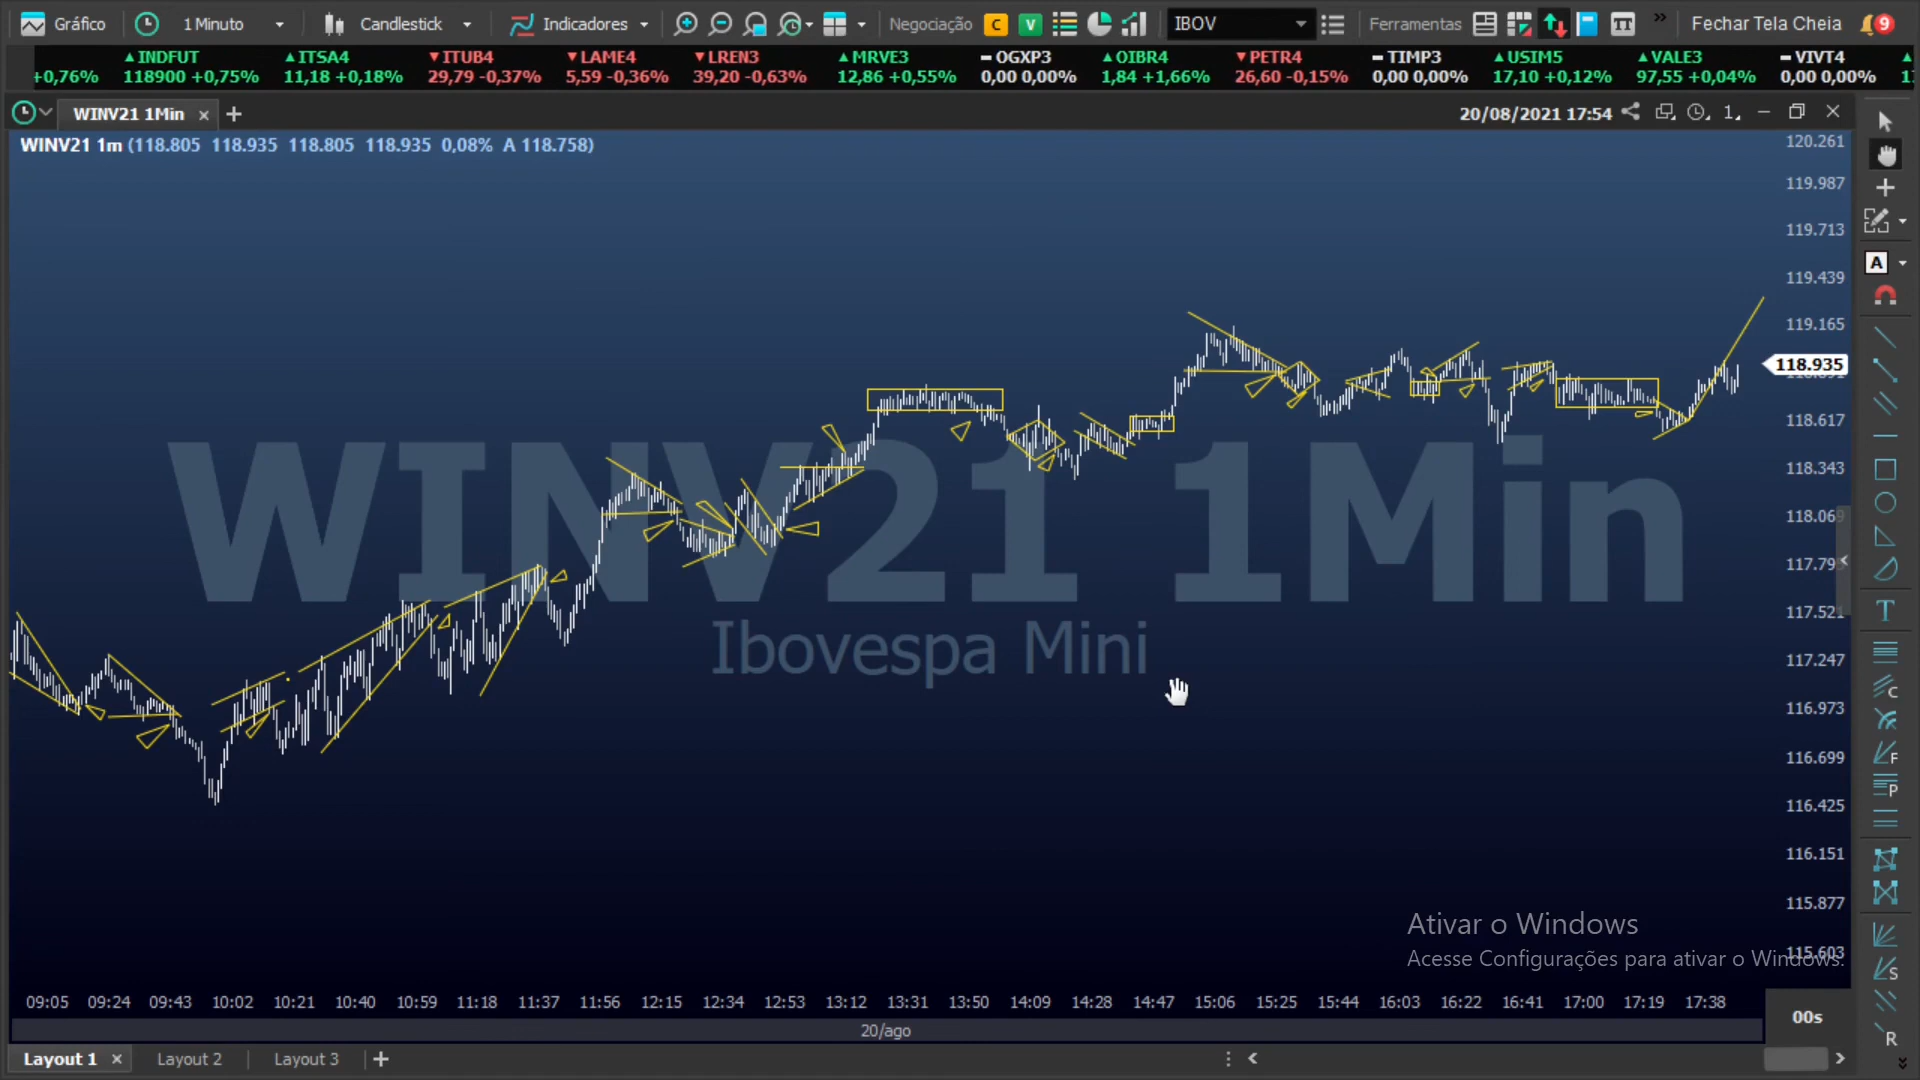 Gráfico 1 Minuto Candlestick Indicadores Negociação C V IBOV Ferramentas TT » Fechar Tela Cheia 9
INDFUT ITSA4 ITUB4 LAME4 LREN3 MRVE3 OGXP3 OIBR4 PETR4 TIMP3 USIM5 VALE3 VIVT4
+0,76% 118900 +0,75% 11,18 +0,18% 29,79 -0,37% 5,59 -0,36% 39,20 -0,63% 12,86 +0,55% 0,00 0,00% 1,84 +1,66% 26,60 -0,15% 0,00 0,00% 17,10 +0,12% 97,55 +0,04% 0,00 0,00%
WINV21 1Min 20/08/2021 17:54 1
WINV21 1m (118.805 118.935 118.805 118.935 0,08% A 118.758)
120.261
119.987
119.713
119.439
119.165
118.935
118.617
118.343
118.069
117.521
117.247
116.973
116.699
116.425
116.151
115.877
115.603
WINV21 1Min
Ibovespa Mini
A
T
C
F
P
S
R
Ativar o Windows
Acesse Configurações para ativar o Windows.
09:05 09:24 09:43 10:02 10:21 10:40 10:59 11:18 11:37 11:56 12:15 12:34 12:53 13:12 13:31 13:50 14:09 14:28 14:47 15:06 15:25 15:44 16:03 16:22 16:41 17:00 17:19 17:38
00s
20/ago
Layout 1 Layout 2 Layout 3